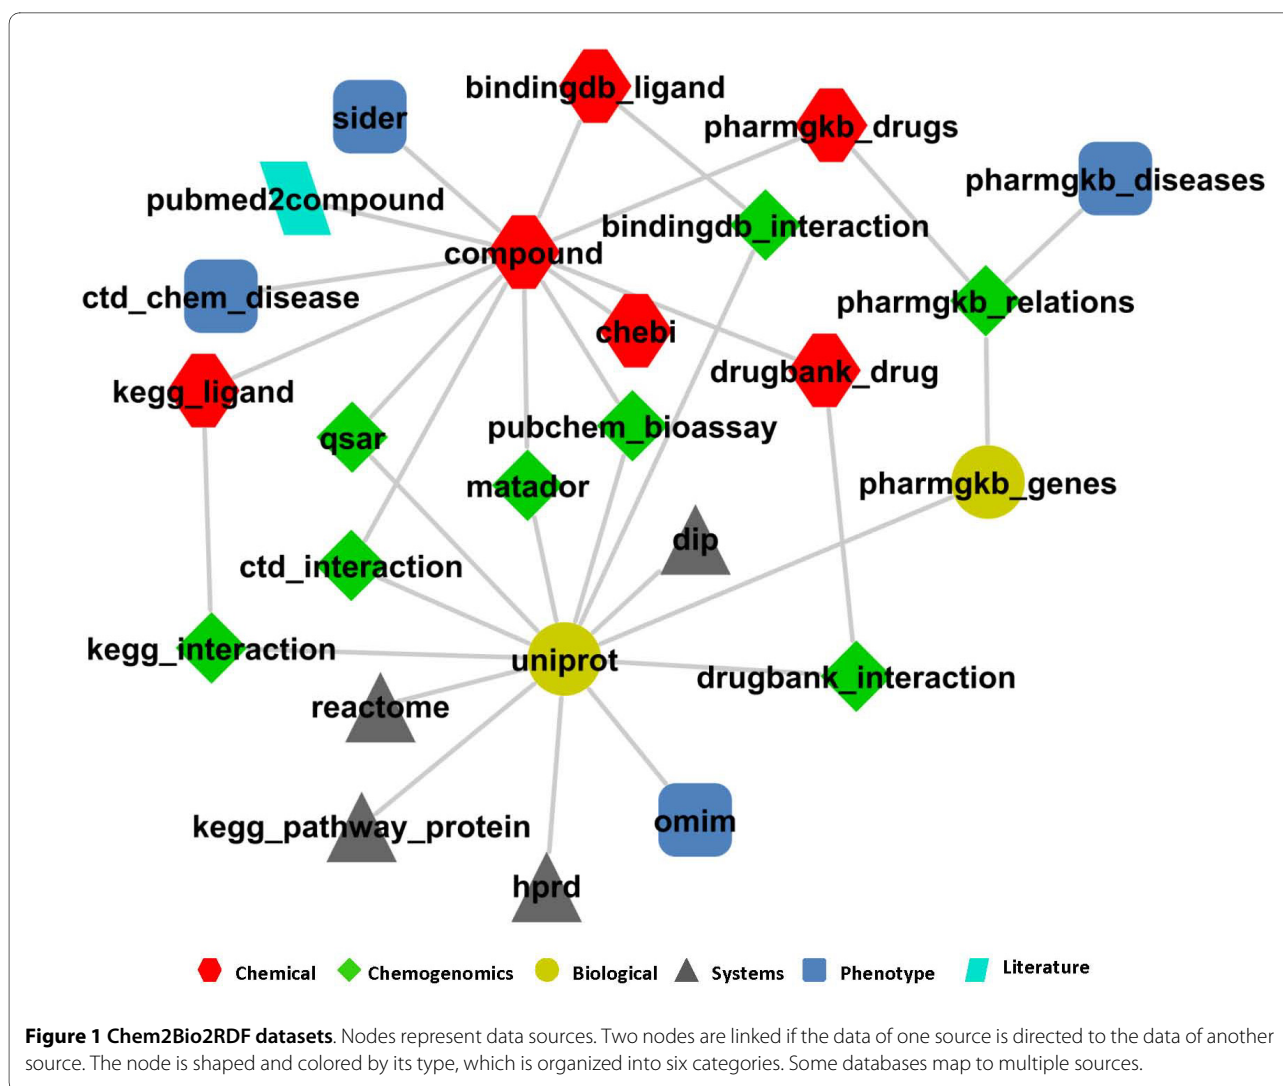 bindingdb_ligand
sider
pharmgkb_drugs
pharmgkb_diseases
pubmed2compound
bindingdb_interaction
compound
ctd_chem_disease
pharmgkb_relations
chebi
drugbank_drug
kegg_ligand
pubchem_bioassay
qsar
matador
pharmgkb_genes
dip
ctd_interaction
kegg_interaction
uniprot
drugbank_interaction
reactome
kegg_pathway_protein
omim
hprd
Chemical Chemogenomics Biological Systems Phenotype Literature
Figure 1 Chem2Bio2RDF datasets. Nodes represent data sources. Two nodes are linked if the data of one source is directed to the data of another
source. The node is shaped and colored by its type, which is organized into six categories. Some databases map to multiple sources.